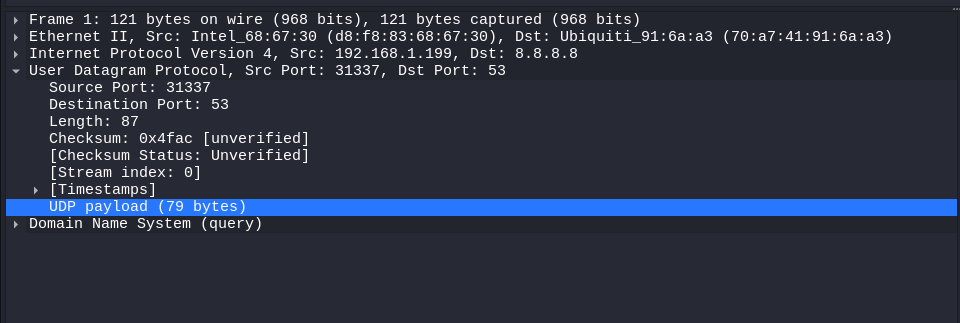 Frame 1: 121 bytes on wire (968 bits), 121 bytes captured (968 bits)
Ethernet II, Src: Intel_68:67:30 (d8:f8:83:68:67:30), Dst: Ubiquiti_91:6a:a3 (70:a7:41:91:6a:a3)
Internet Protocol Version 4, Src: 192.168.1.199, Dst: 8.8.8.8
User Datagram Protocol, Src Port: 31337, Dst Port: 53
Source Port: 31337
Destination Port: 53
Length: 87
Checksum: 0x4fac [unverified]
[Checksum Status: Unverified]
[Stream index: 0]
[Timestamps]
UDP payload (79 bytes)
Domain Name System (query)